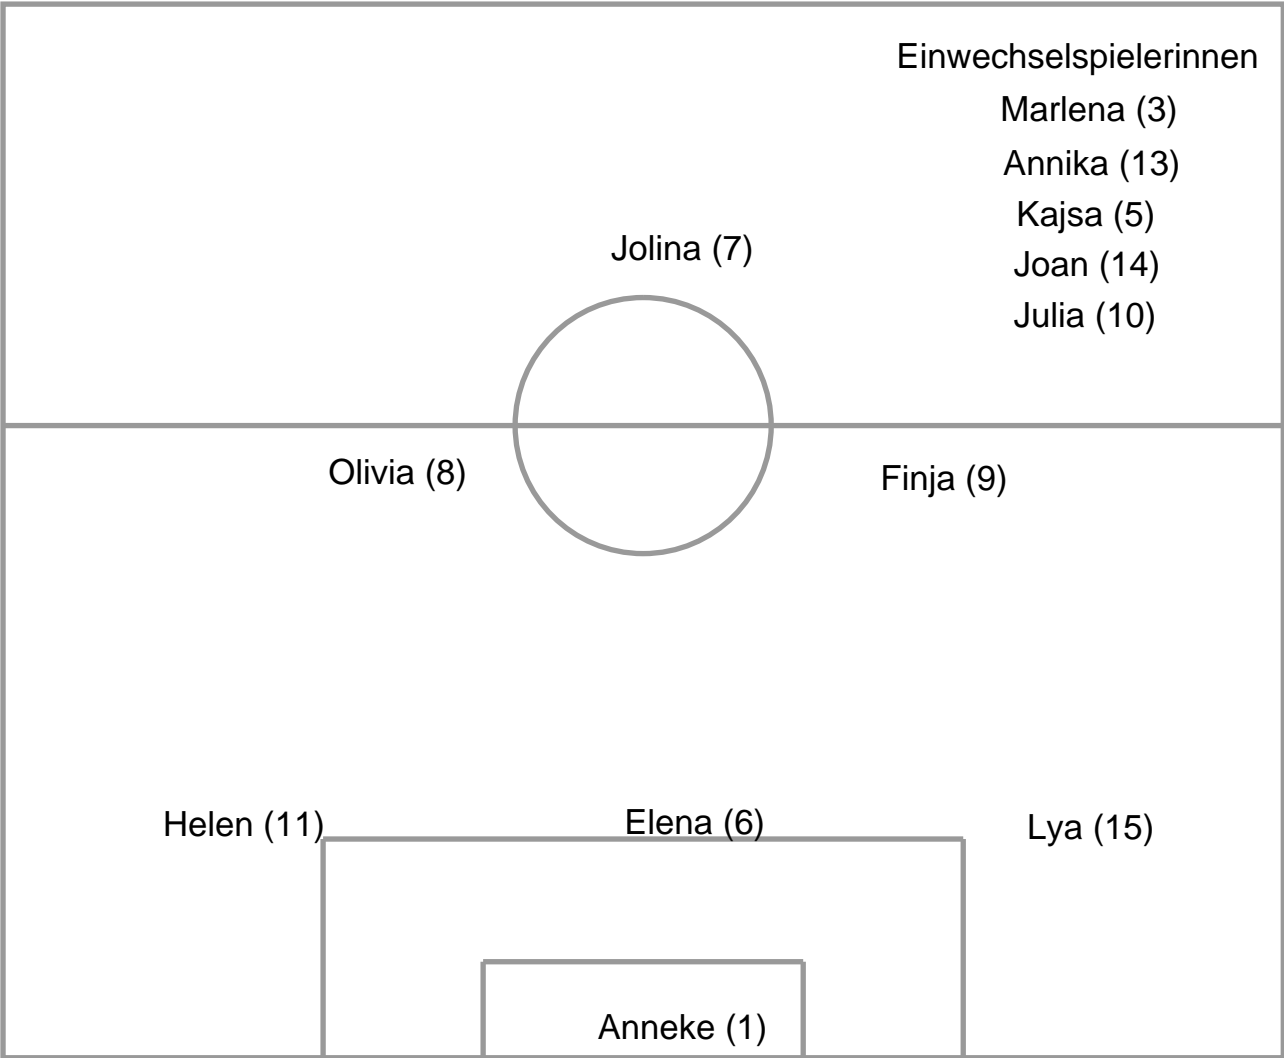 Einwechselspielerinnen
Marlena (3)
Annika (13)
Kajsa (5)
Joan (14)
Julia (10)
Jolina (7)
Olivia (8)
Finja (9)
Helen (11)
Elena (6)
Lya (15)
Anneke (1)